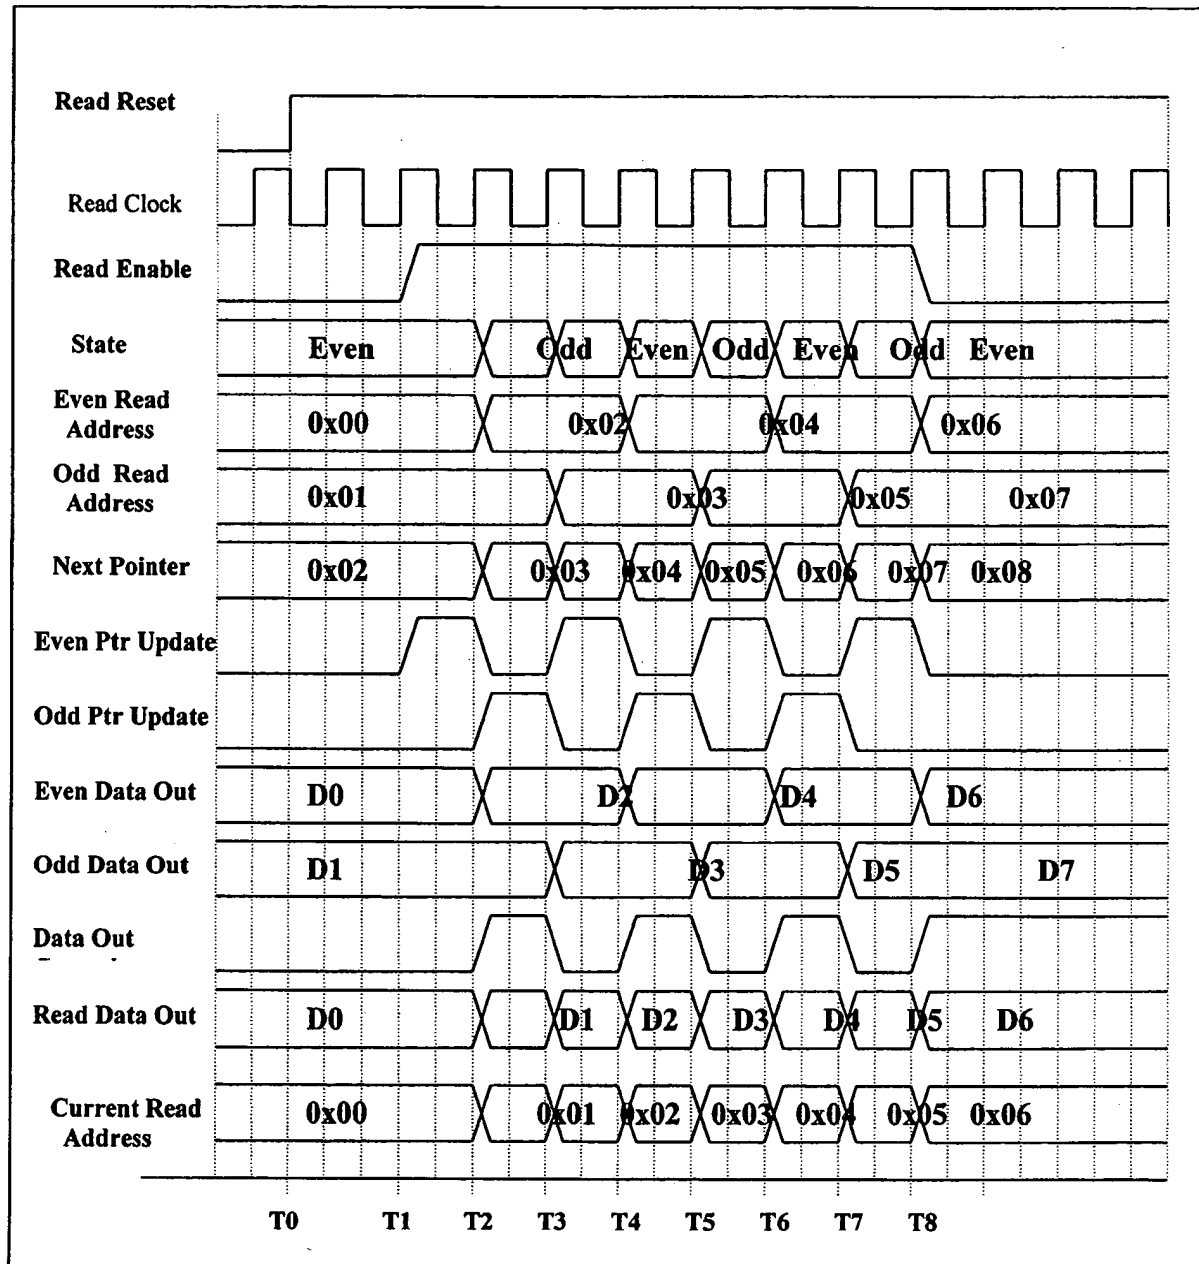 Read Reset
Read Clock
Read Enable
State Even Odd Even Odd Even Odd Even
Even Read
Address 0x00 0x02 0x04 0x06
Odd Read
Address 0x01 0x03 0x05 0x07
Next Pointer 0x02 0x03 0x04 0x05 0x06 0x07 0x08
Even Ptr Update
Odd Ptr Update
Even Data Out D0 D2 D4 D6
Odd Data Out D1 D3 D5 D7
Data Out
Read Data Out D0 D1 D2 D3 D4 D5 D6
Current Read
Address 0x00 0x01 0x02 0x03 0x04 0x05 0x06
T0 T1 T2 T3 T4 T5 T6 T7 T8